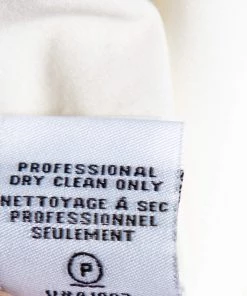 PROFESSIONAL
DRY CLEAN ONLY
NETTOYAGE À SEC
PROFESSIONNEL
SEULEMENT
P